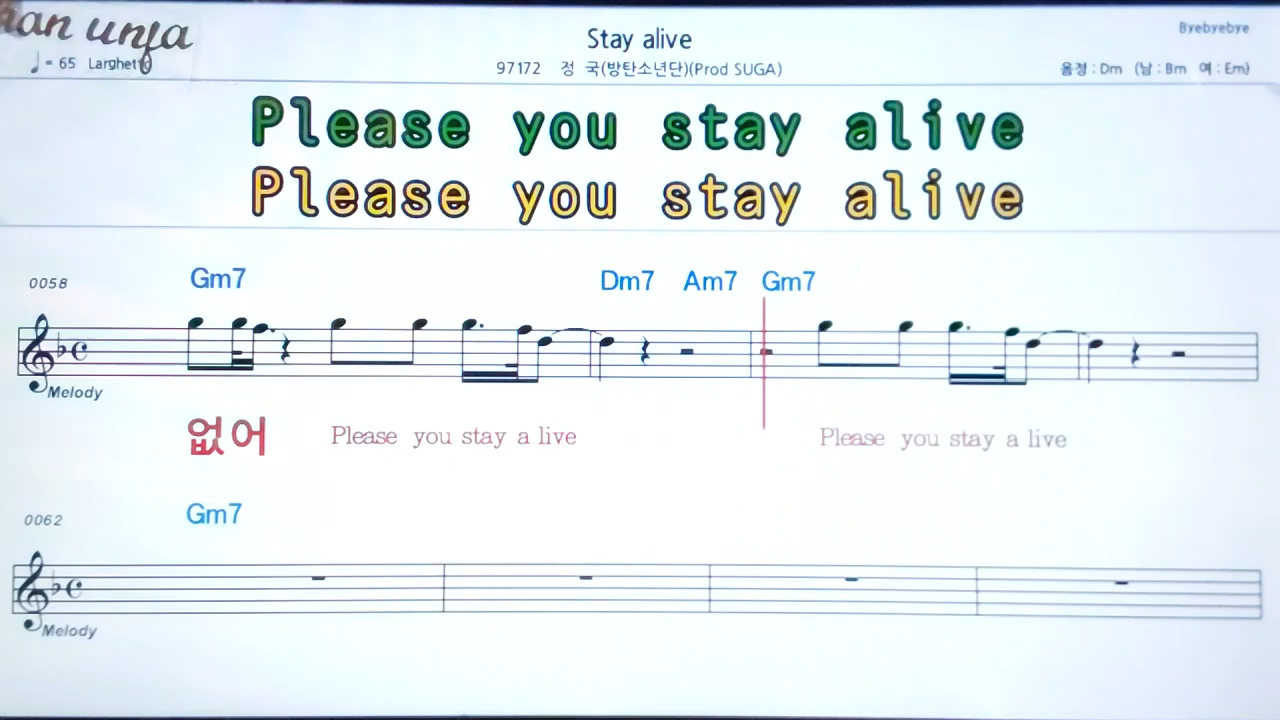 Stay alive
Byebyebye
♩= 65 Larghetto
97172 정 국(방탄소년단)(Prod SUGA)
음정 : Dm (남 : Bm 여 : Em)
Please you stay alive
Please you stay alive
0058 Gm7 Dm7 Am7 Gm7
Melody
없어 Please you stay a live Please you stay a live
0062 Gm7
Melody